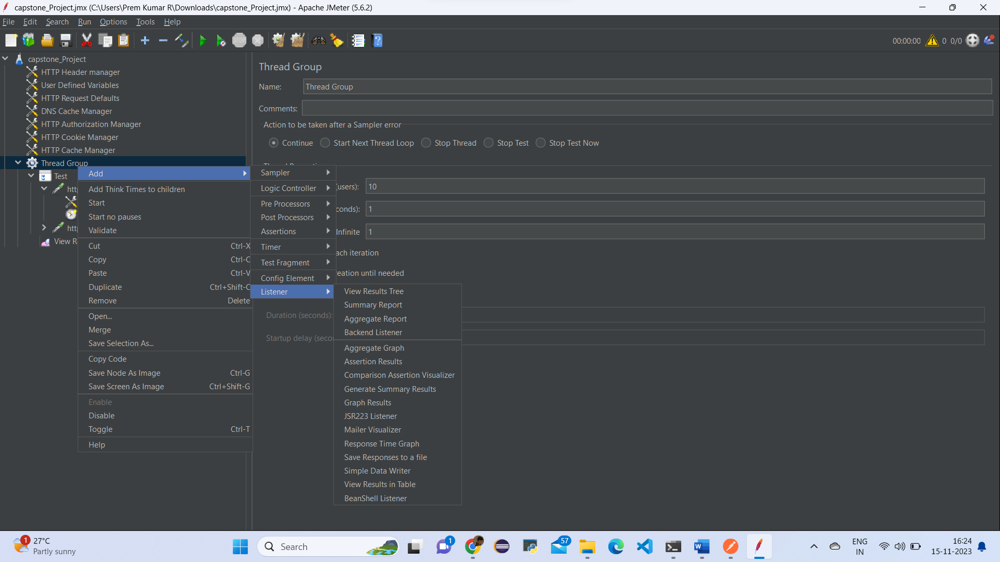 capstone_Project.jmx (C:\Users\Prem Kumar R\Downloads\capstone_Project.jmx) - Apache JMeter (5.6.2)
File Edit Search Run Options Tools Help
STOP
00:00:00 0 0/0
capstone_Project
HTTP Header manager
User Defined Variables
HTTP Request Defaults
DNS Cache Manager
HTTP Authorization Manager
HTTP Cookie Manager
HTTP Cache Manager
Thread Group
Test
htt
htt
View R
Add
Add Think Times to children
Start
Start no pauses
Validate
Cut Ctrl-X
Copy Ctrl-C
Paste Ctrl-V
Duplicate Ctrl+Shift-C
Remove Delete
Open...
Merge
Save Selection As...
Copy Code
Save Node As Image Ctrl-G
Save Screen As Image Ctrl+Shift-G
Enable
Disable
Toggle Ctrl-T
Help
Sampler
Logic Controller
Pre Processors
Post Processors
Assertions
Timer
Test Fragment
Config Element
Listener
View Results Tree
Summary Report
Aggregate Report
Backend Listener
Aggregate Graph
Assertion Results
Comparison Assertion Visualizer
Generate Summary Results
Graph Results
JSR223 Listener
Mailer Visualizer
Response Time Graph
Save Responses to a file
Simple Data Writer
View Results in Table
BeanShell Listener
Thread Group
Name: Thread Group
Comments:
Action to be taken after a Sampler error
Continue Start Next Thread Loop Stop Thread Stop Test Stop Test Now
(users): 10
conds): 1
Infinite 1
ach iteration
eation until needed
Duration (seconds):
Startup delay (secon
1
27°C
Partly sunny
Search
1
57
ENG
IN
16:24
15-11-2023